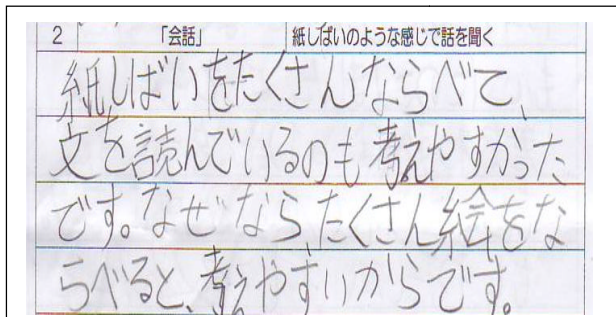 2 「会話」 紙しばいのような感じで話を聞く
紙しばいをたくさんならべて、
文を読んでいるのも考えやすかった
です。なぜなら、たくさん絵をな
らべると、考えやすいからです。